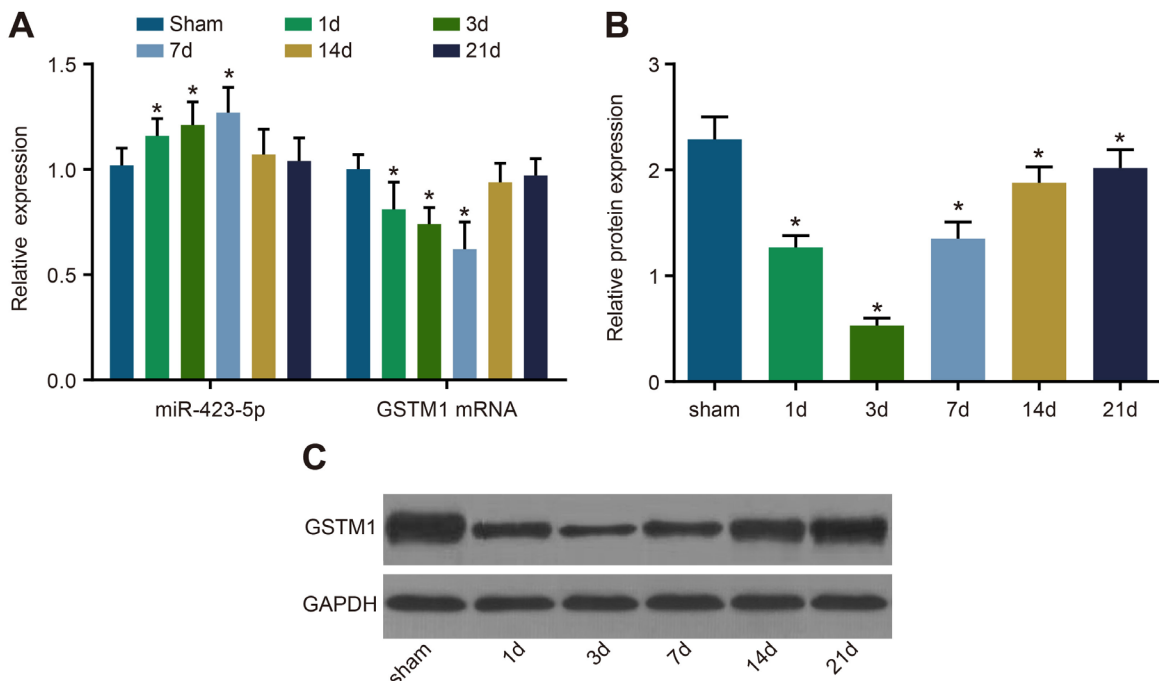 A
Sham 1d 3d
7d 14d 21d
Relative expression
1.5
1.0
0.5
0.0
* * *
* * *
miR-423-5p GSTM1 mRNA
B
Relative protein expression
3
2
1
0
* * * * *
sham 1d 3d 7d 14d 21d
C
GSTM1
GAPDH
sham 1d 3d 7d 14d 21d